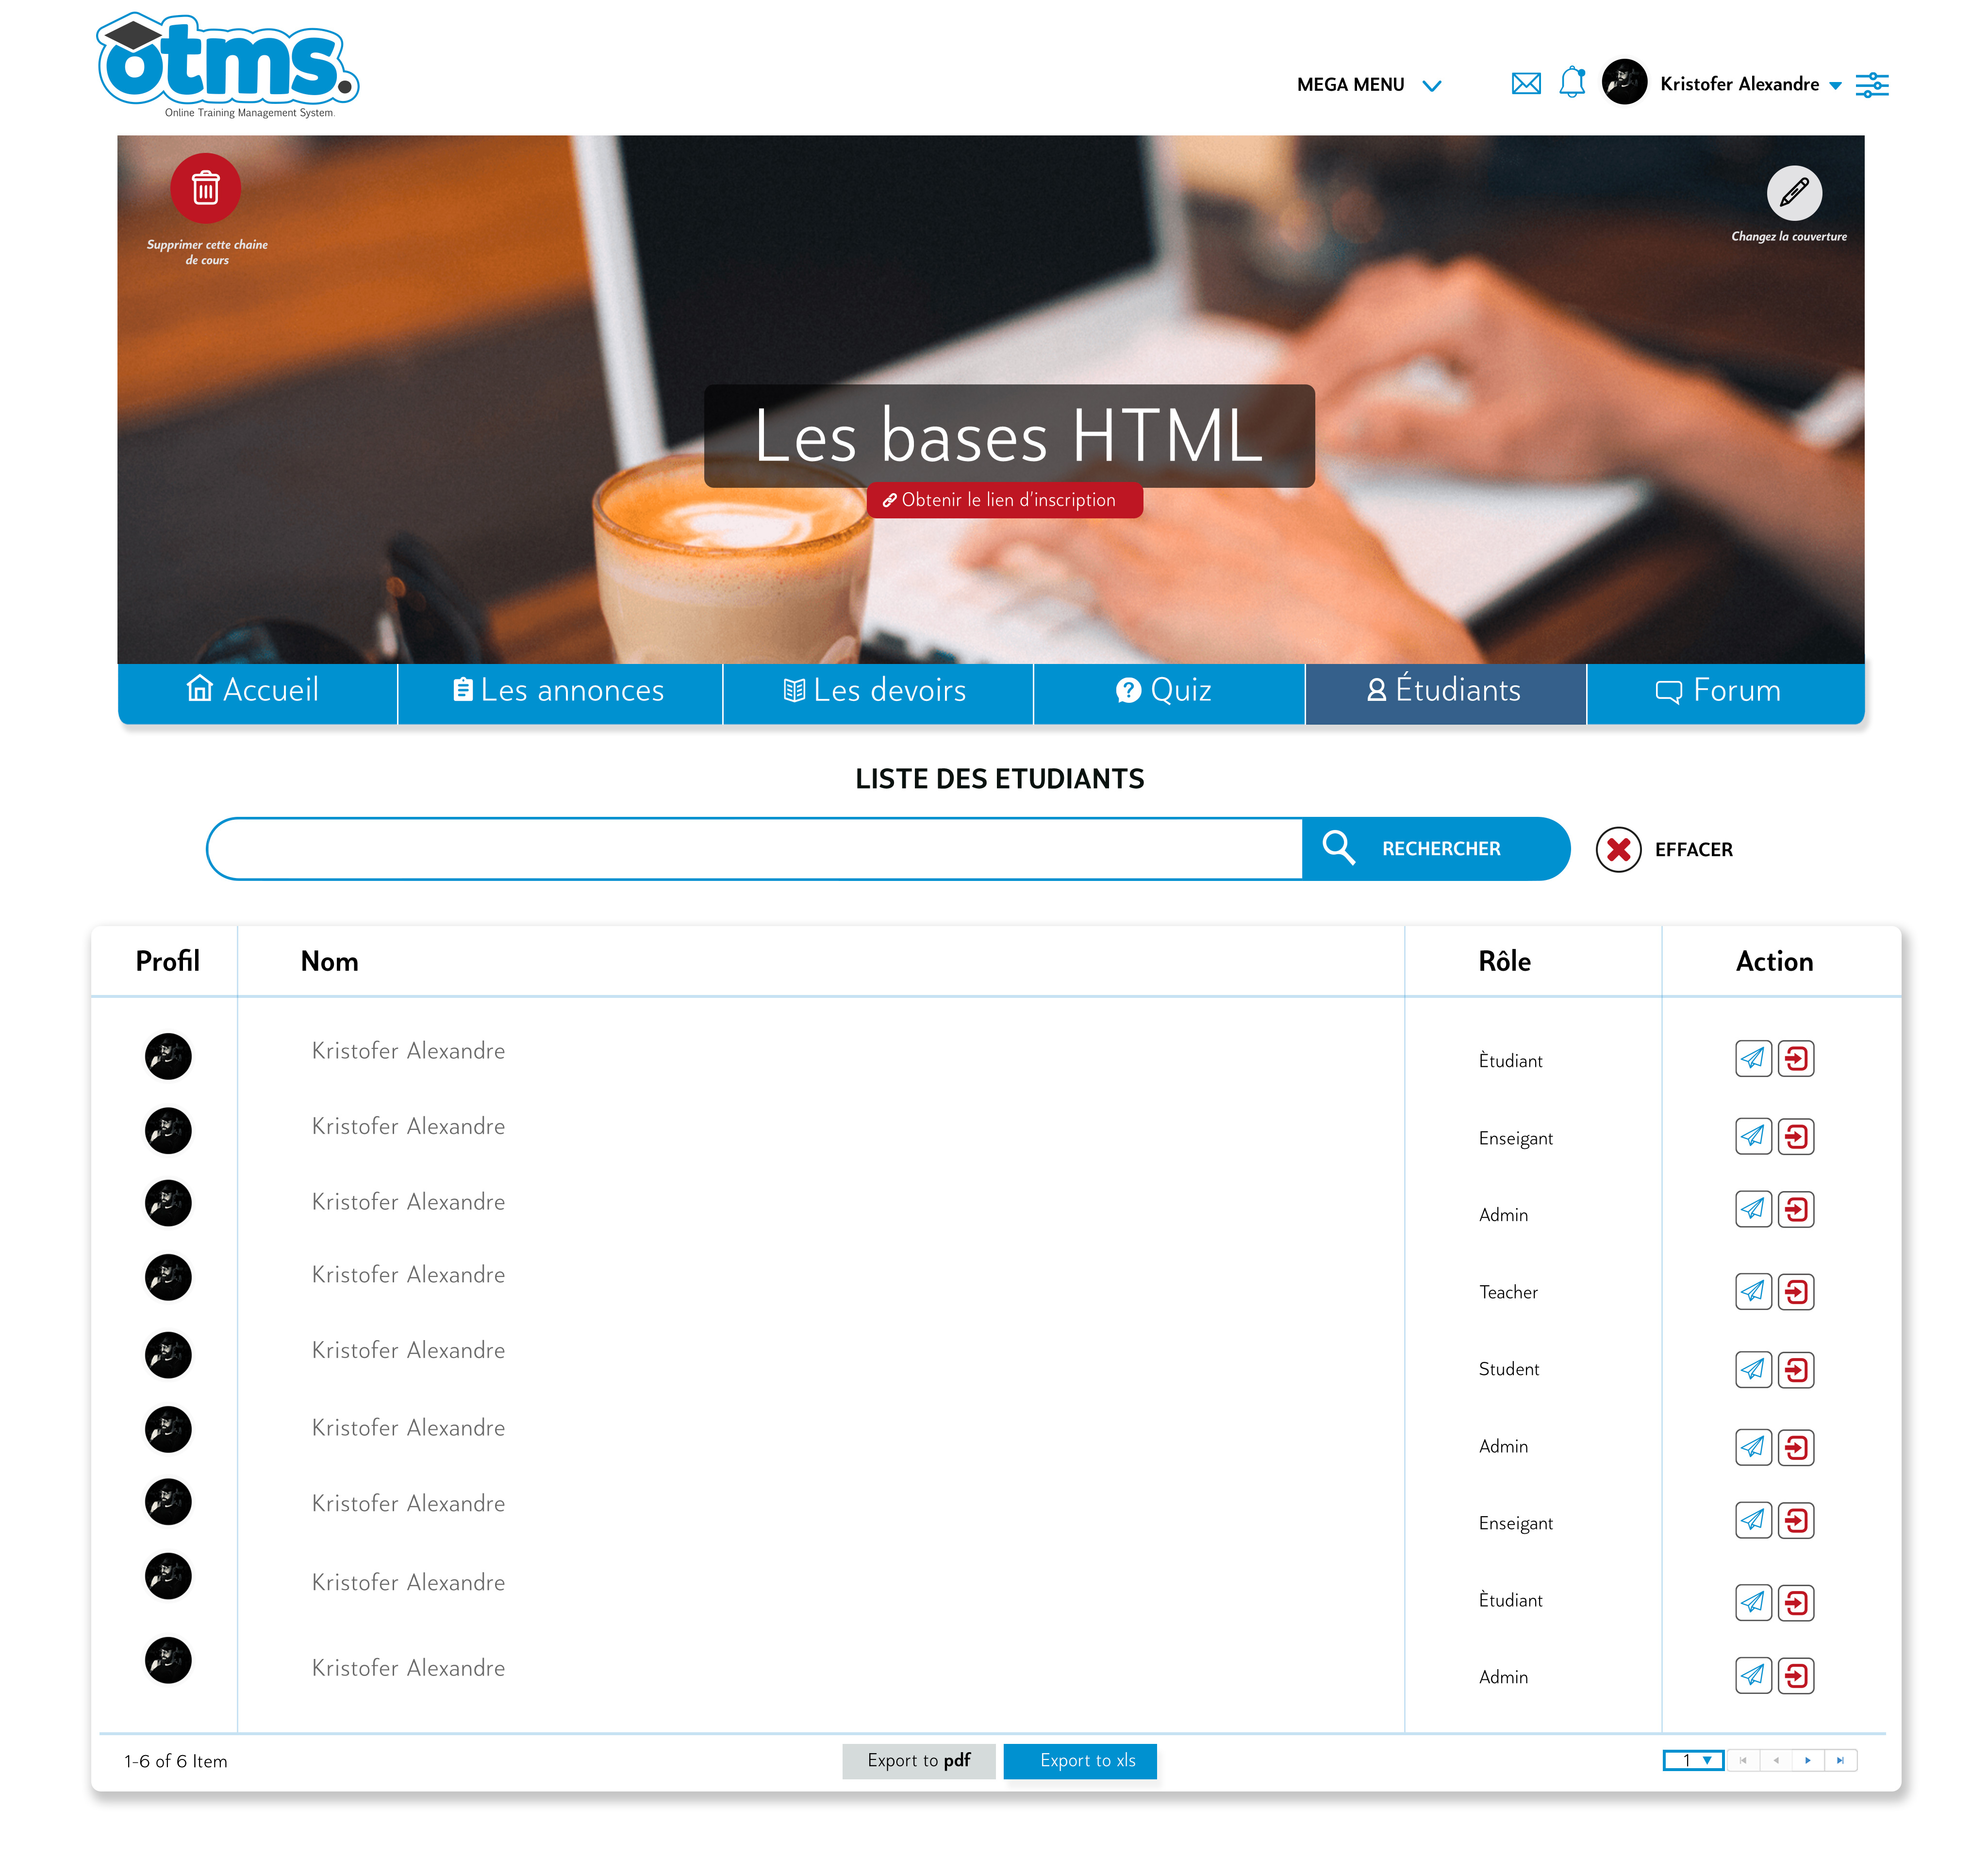 otms.
Online Training Management System.
MEGA MENU
Kristofer Alexandre
Supprimer cette chaine
de cours
Changez la couverture
Les bases HTML
Obtenir le lien d'inscription
Accueil
Les annonces
Les devoirs
Quiz
Étudiants
Forum
LISTE DES ETUDIANTS
RECHERCHER
EFFACER
Profil Nom Rôle Action
Kristofer Alexandre Ètudiant
Kristofer Alexandre Enseigant
Kristofer Alexandre Admin
Kristofer Alexandre Teacher
Kristofer Alexandre Student
Kristofer Alexandre Admin
Kristofer Alexandre Enseigant
Kristofer Alexandre Ètudiant
Kristofer Alexandre Admin
1-6 of 6 Item
Export to pdf
Export to xls
1